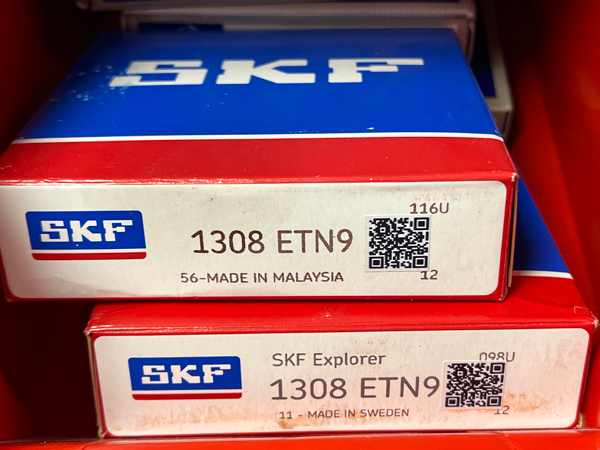 SKF
116U
SKF 1308 ETN9
56-MADE IN MALAYSIA 12
SKF Explorer 098U
SKF 1308 ETN9
11 - MADE IN SWEDEN 12